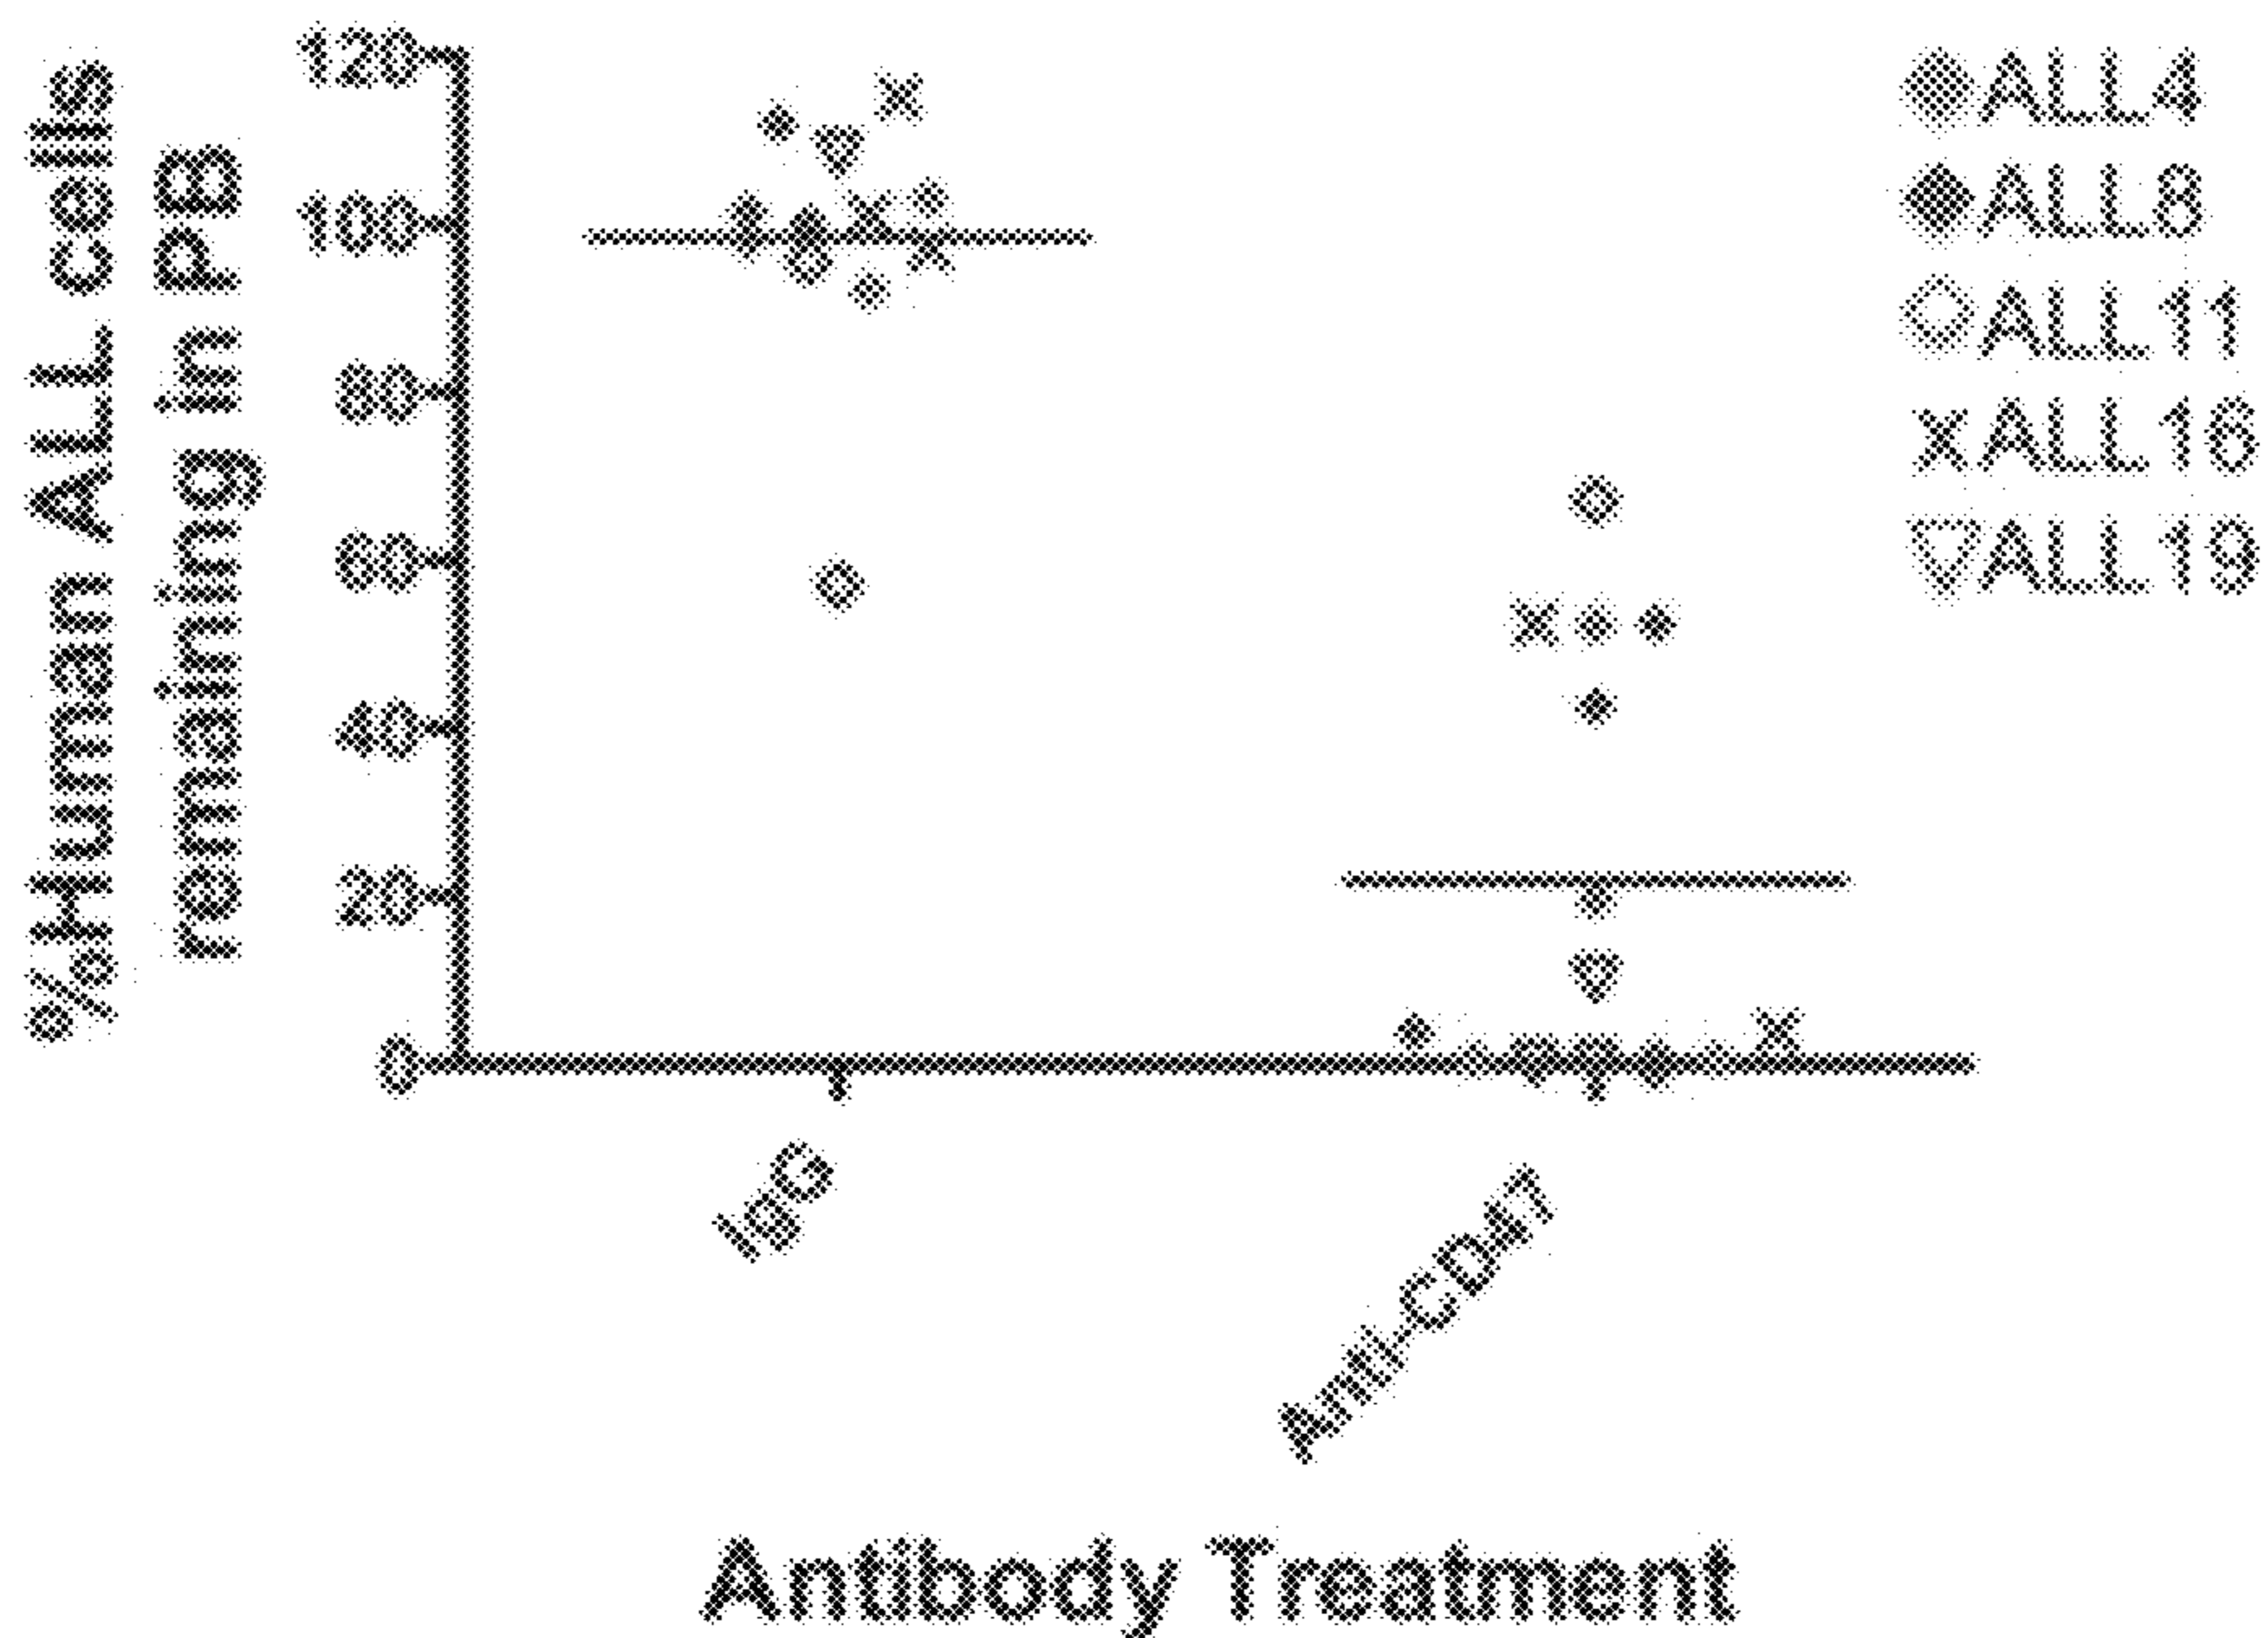 %Human ALL cells
remaining in PB
120
100
80
60
40
20
0
IgG
Anti-CD47
Antibody Treatment
ALL4
ALL8
ALL11
ALL16
ALL19